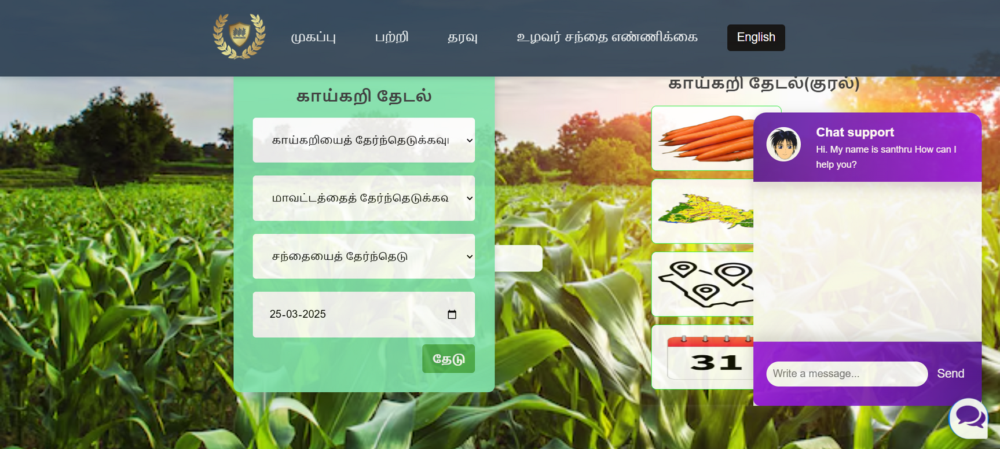 முகப்பு
பற்றி
தரவு
உழவர் சந்தை எண்ணிக்கை
English
காய்கறி தேடல்
காய்கறியைத் தேர்ந்தெடுக்கவு
மாவட்டத்தைத் தேர்ந்தெடுக்கவ
சந்தையைத் தேர்ந்தெடு
25-03-2025
தேடு
காய்கறி தேடல்(குரல்)
31
Chat support
Hi. My name is santhru How can I
help you?
Write a message...
Send